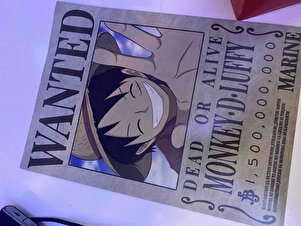 WANTED
DEAD OR ALIVE
MONKEY·D·LUFFY
1,500,000,000
MARINE